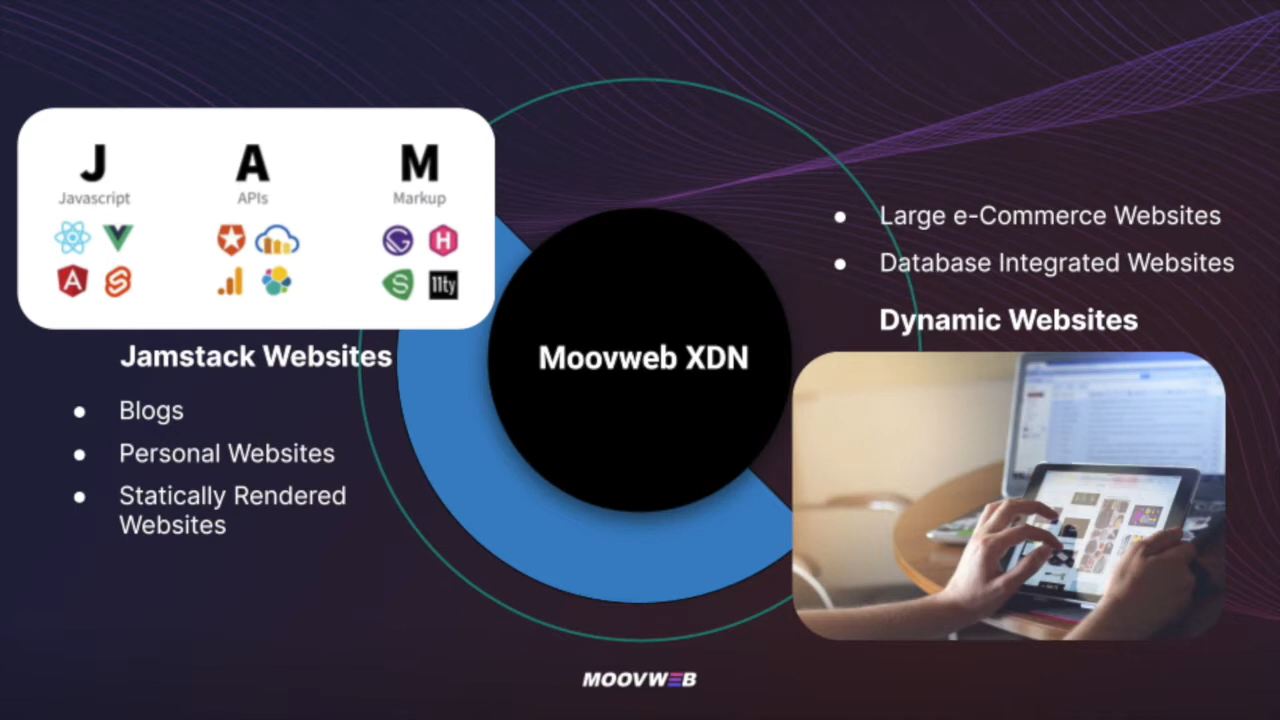 J
A
M
Javascript
APIs
Markup
11ty
Jamstack Websites
● Blogs
● Personal Websites
● Statically Rendered
Websites
Moovweb XDN
● Large e-Commerce Websites
● Database Integrated Websites
Dynamic Websites
MOOVWEB